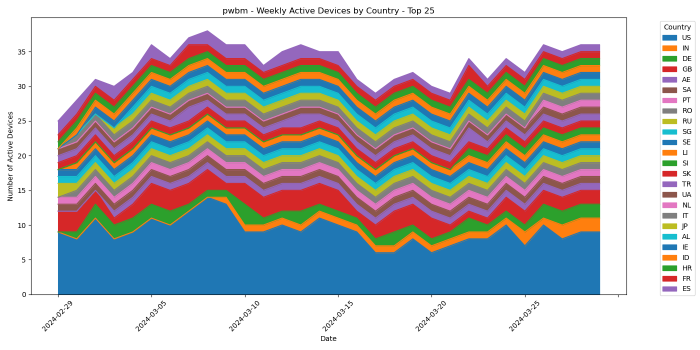 pwbm - Weekly Active Devices by Country - Top 25
Number of Active Devices
35
30
25
20
15
10
5
0
2024-02-29
2024-03-05
2024-03-10
2024-03-15
2024-03-20
2024-03-25
Date
Country
US
IN
DE
GB
AE
SA
PT
RO
RU
SG
SE
LI
SI
SK
TR
UA
NL
IT
JP
AL
IE
ID
HR
FR
ES